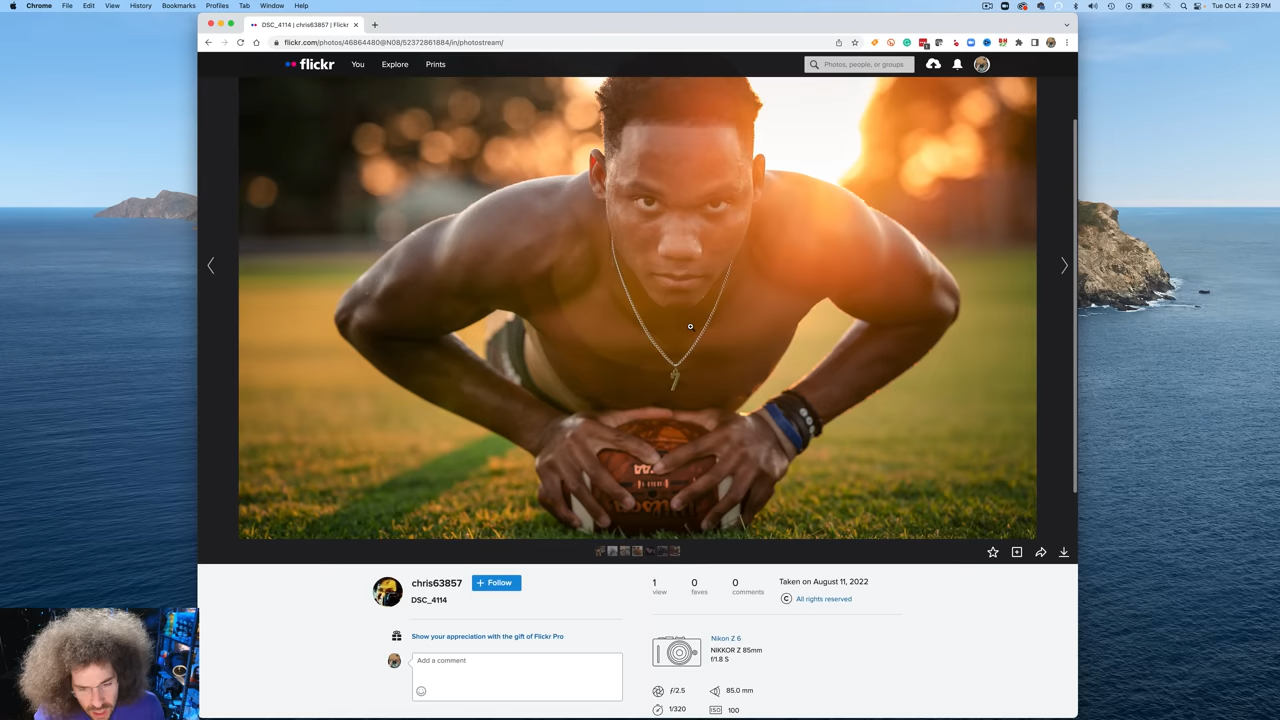 Chrome File Edit View History Bookmarks Profiles Tab Window Help
Tue Oct 4 2:39 PM
DSC_4114 | chris63857 | Flickr
flickr.com/photos/46864480@N08/52372861884/in/photostream/
flickr You Explore Prints
Photos, people, or groups
chris63857
+ Follow
DSC_4114
Show your appreciation with the gift of Flickr Pro
Add a comment
1 0 0
view faves comments
Taken on August 11, 2022
All rights reserved
Nikon Z 6
NIKKOR Z 85mm
f/1.8 S
ƒ/2.5 85.0 mm
1/320 ISO 100